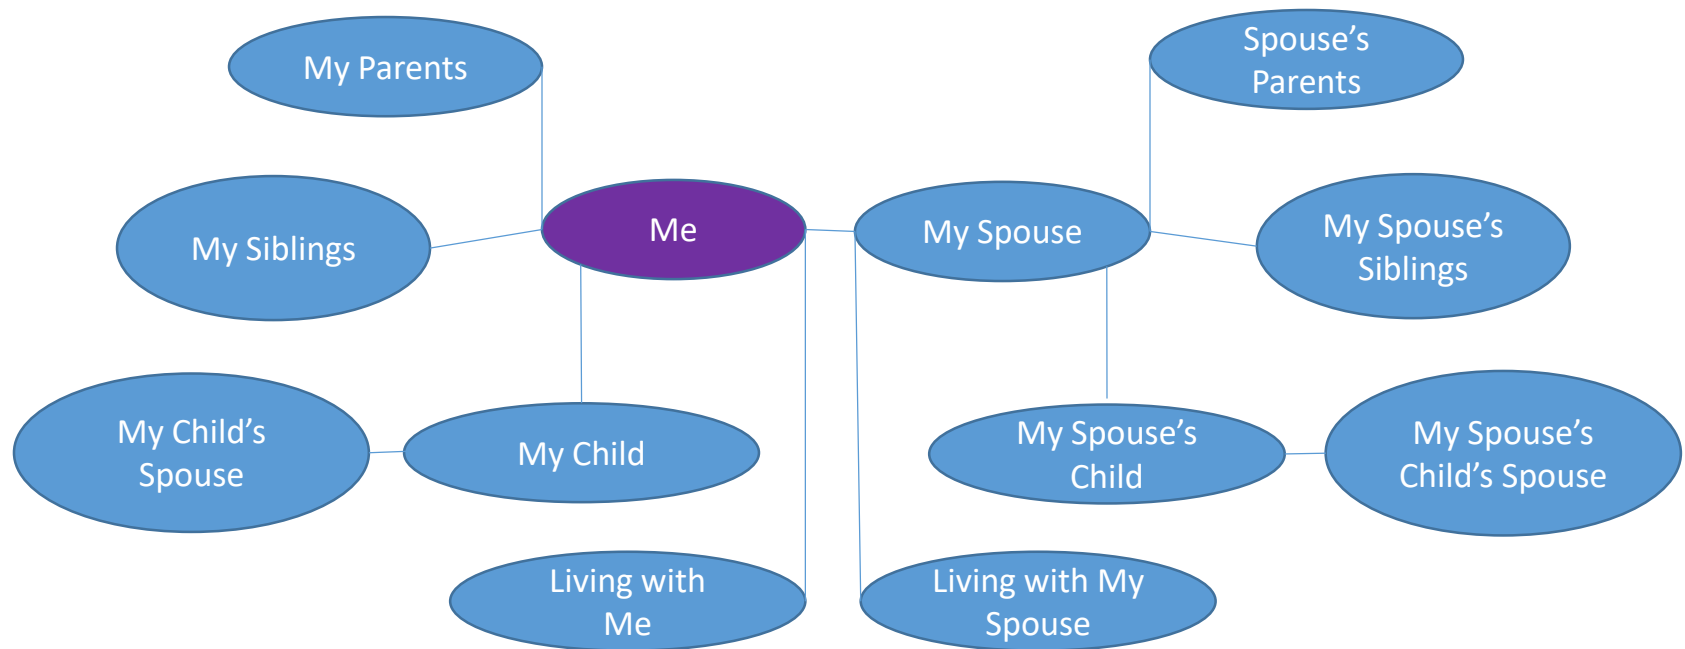 My Parents
Spouse’s
Parents
My Siblings
Me
My Spouse
My Spouse’s
Siblings
My Child’s
Spouse
My Child
My Spouse’s
Child
My Spouse’s
Child’s Spouse
Living with
Me
Living with My
Spouse